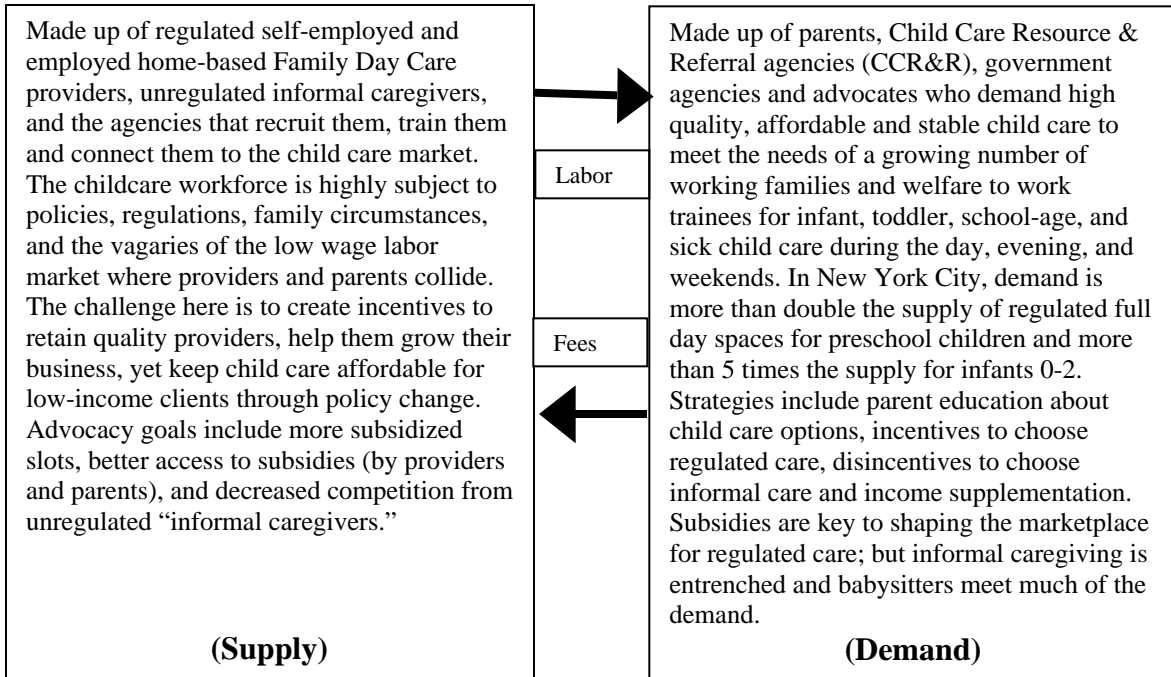 Made up of regulated self-employed and
employed home-based Family Day Care
providers, unregulated informal caregivers,
and the agencies that recruit them, train them
and connect them to the child care market.
The childcare workforce is highly subject to
policies, regulations, family circumstances,
and the vagaries of the low wage labor
market where providers and parents collide.
The challenge here is to create incentives to
retain quality providers, help them grow their
business, yet keep child care affordable for
low-income clients through policy change.
Advocacy goals include more subsidized
slots, better access to subsidies (by providers
and parents), and decreased competition from
unregulated “informal caregivers.”
(Supply)
Labor
Fees
Made up of parents, Child Care Resource &
Referral agencies (CCR&R), government
agencies and advocates who demand high
quality, affordable and stable child care to
meet the needs of a growing number of
working families and welfare to work
trainees for infant, toddler, school-age, and
sick child care during the day, evening, and
weekends. In New York City, demand is
more than double the supply of regulated full
day spaces for preschool children and more
than 5 times the supply for infants 0-2.
Strategies include parent education about
child care options, incentives to choose
regulated care, disincentives to choose
informal care and income supplementation.
Subsidies are key to shaping the marketplace
for regulated care; but informal caregiving is
entrenched and babysitters meet much of the
demand.
(Demand)